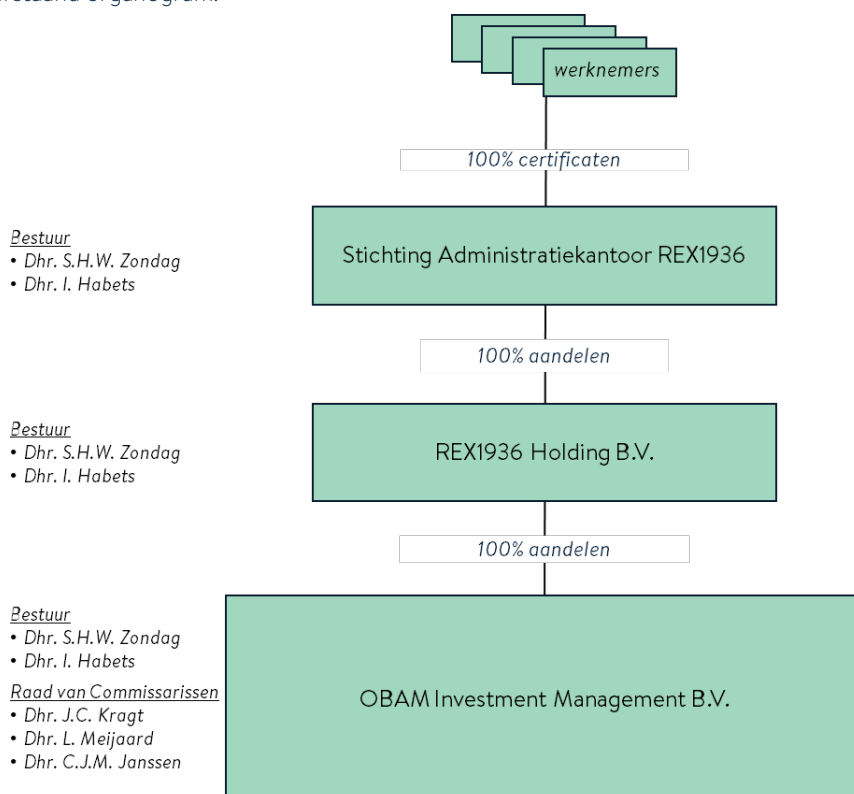 organogram.
werknemers
100% certificaten
Bestuur
• Dhr. S.H.W. Zondag
• Dhr. I. Habets
Stichting Administratiekantoor REX1936
100% aandelen
Bestuur
• Dhr. S.H.W. Zondag
• Dhr. I. Habets
REX1936 Holding B.V.
100% aandelen
Bestuur
• Dhr. S.H.W. Zondag
• Dhr. I. Habets
Raad van Commissarissen
• Dhr. J.C. Kragt
• Dhr. L. Meijaard
• Dhr. C.J.M. Janssen
OBAM Investment Management B.V.